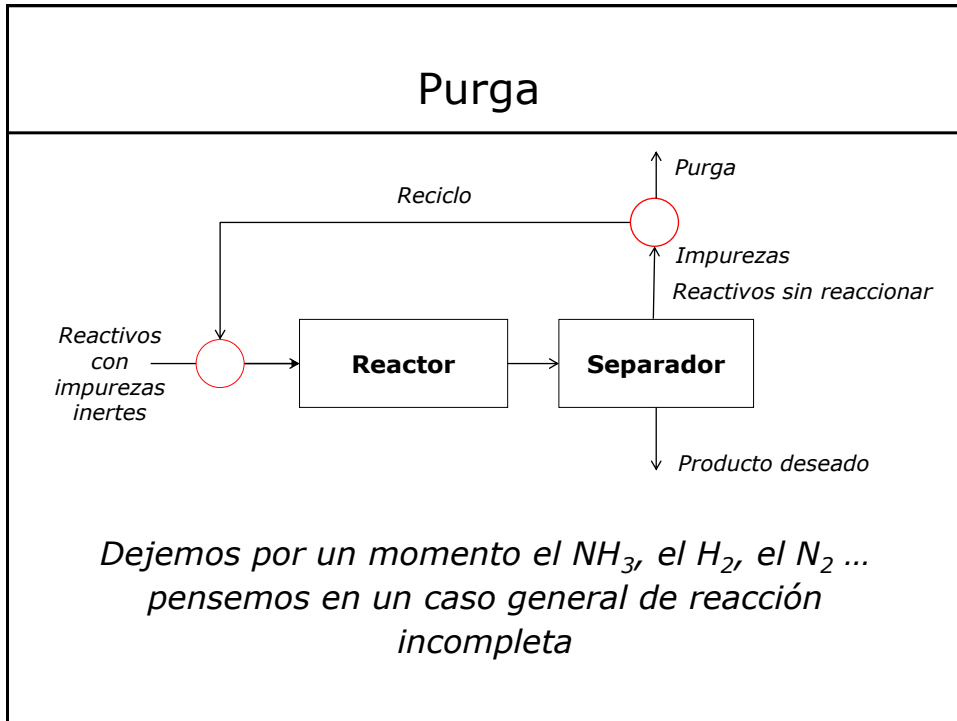 Purga
Purga
Reciclo
Impurezas
Reactivos sin reaccionar
Reactivos
con
impurezas
inertes
Reactor
Separador
Producto deseado
Dejemos por un momento el NH₃, el H₂, el N₂ …
pensemos en un caso general de reacción
incompleta